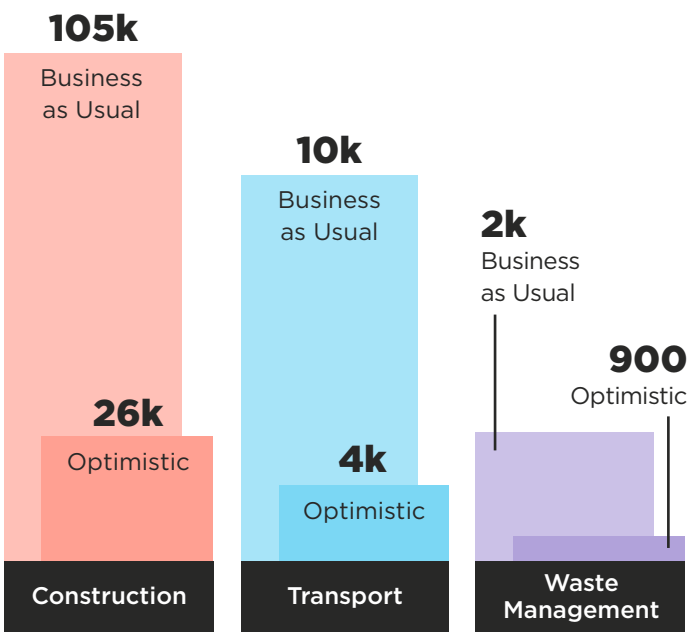 105k
Business
as Usual
26k
Optimistic
Construction
10k
Business
as Usual
4k
Optimistic
Transport
2k
Business
as Usual
900
Optimistic
Waste
Management